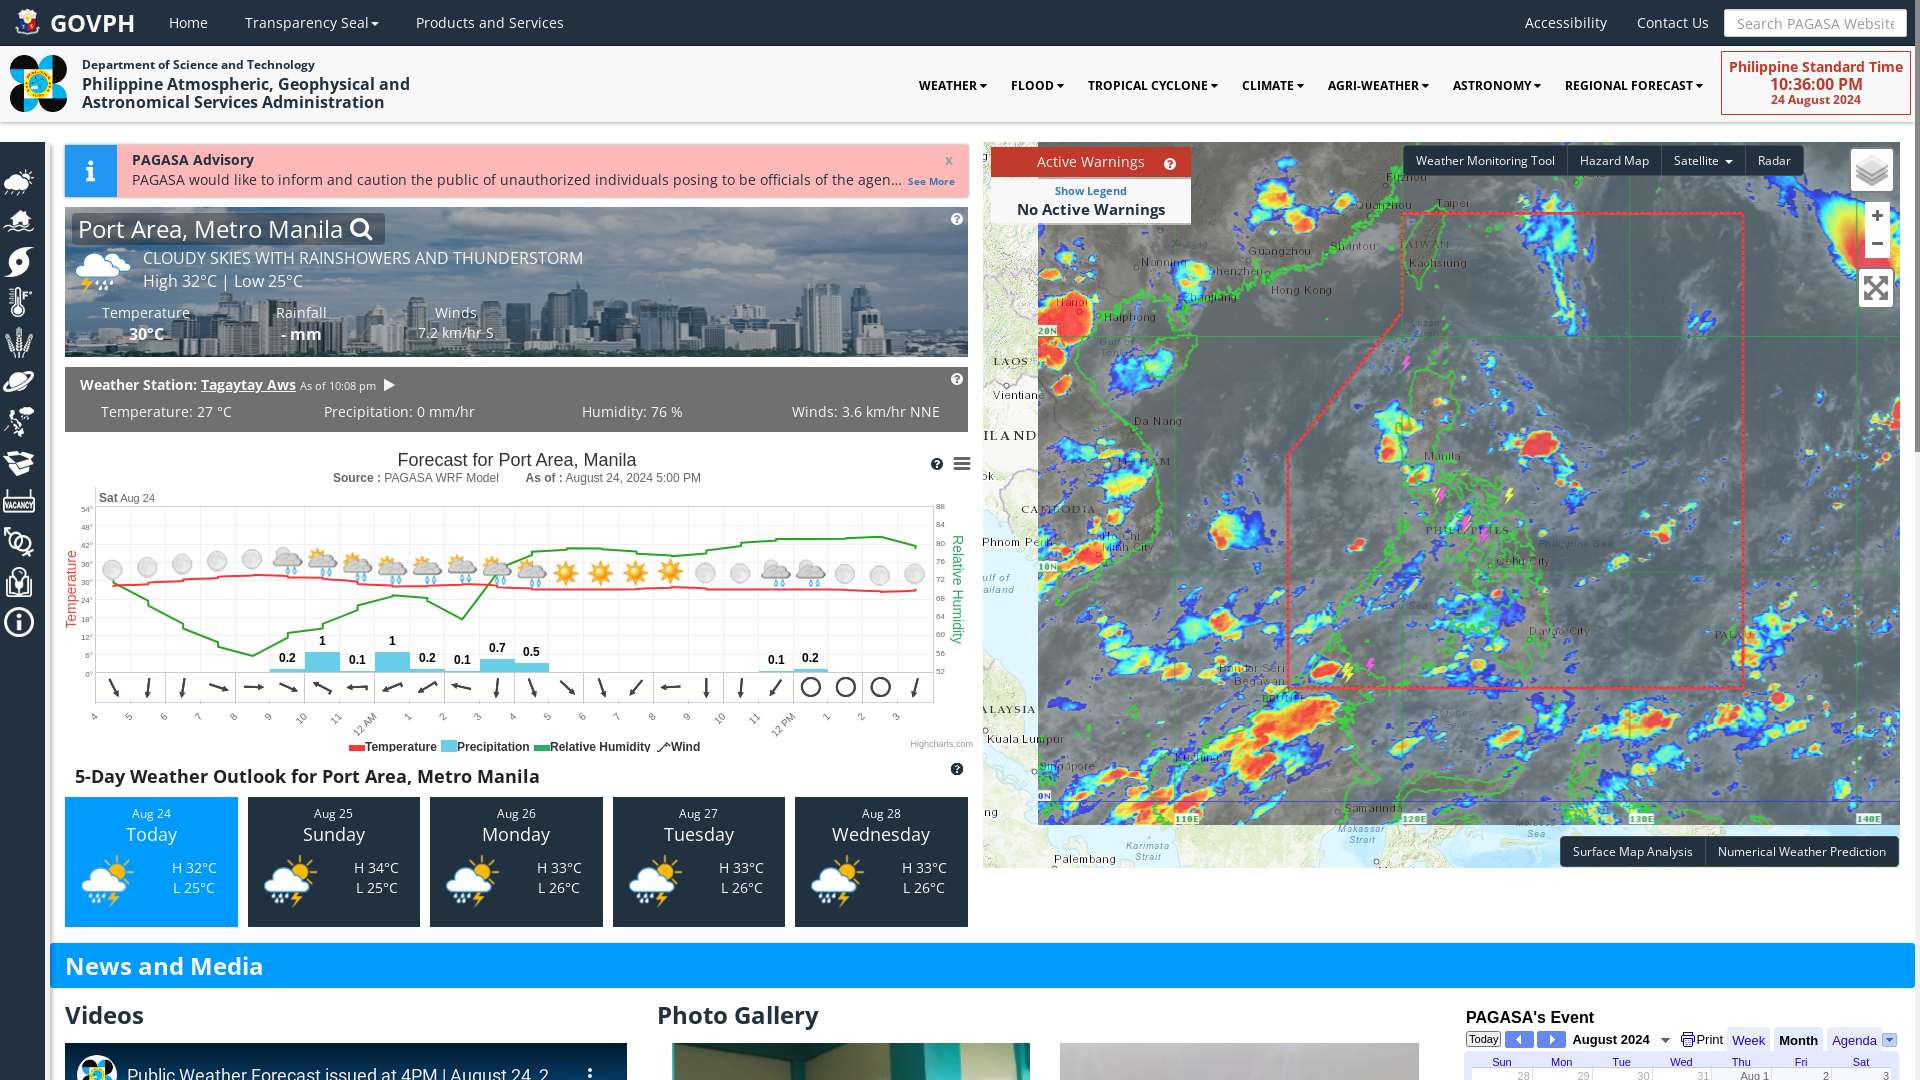 GOVPH
Home
Transparency Seal
Products and Services
Accessibility
Contact Us
Search PAGASA Website
Department of Science and Technology
Philippine Atmospheric, Geophysical and
Astronomical Services Administration
WEATHER
FLOOD
TROPICAL CYCLONE
CLIMATE
AGRI-WEATHER
ASTRONOMY
REGIONAL FORECAST
Philippine Standard Time
10:36:00 PM
24 August 2024
PAGASA Advisory
x
PAGASA would like to inform and caution the public of unauthorized individuals posing to be officials of the agen... See More
Port Area, Metro Manila
CLOUDY SKIES WITH RAINSHOWERS AND THUNDERSTORM
High 32°C | Low 25°C
Temperature
30°C
Rainfall
- mm
Winds
7.2 km/hr S
Weather Station: Tagaytay Aws As of 10:08 pm
Temperature: 27 °C
Precipitation: 0 mm/hr
Humidity: 76 %
Winds: 3.6 km/hr NNE
Forecast for Port Area, Manila
Source : PAGASA WRF Model As of : August 24, 2024 5:00 PM
Sat Aug 24
Temperature
54°
48°
42°
36°
30°
24°
18°
12°
6°
0°
88
84
80
76
72
68
64
60
56
52
Relative Humidity
0.2 1 0.1 1 0.2 0.1 0.7 0.5 0.1 0.2
4 5 6 7 8 9 10 11 12 AM 1 2 3 4 5 6 7 8 9 10 11 12 PM 1 2 3
Temperature Precipitation Relative Humidity Wind
Highcharts.com
5-Day Weather Outlook for Port Area, Metro Manila
Aug 24
Today
H 32°C
L 25°C
Aug 25
Sunday
H 34°C
L 25°C
Aug 26
Monday
H 33°C
L 26°C
Aug 27
Tuesday
H 33°C
L 26°C
Aug 28
Wednesday
H 33°C
L 26°C
VACANCY
Active Warnings
Show Legend
No Active Warnings
Weather Monitoring Tool
Hazard Map
Satellite
Radar
+
−
Fuzhou
Quanzhou
Taipei
Shantou
TAIWAN
Guangzhou
Kaohsiung
Nanning
Shenzhen
Hong Kong
Zhanjiang
Hanoi
Haiphong
20N
LAOS
Vientiane
Da Nang
ILAND
Manila
CAMBODIA
PHILIPPINES
Phnom Penh
Ho Chi
Minh City
Philippine Sea
Cebu City
10N
Davao City
PALAU
Bandar Seri
Begawan
BRUNEI
ALAYSIA
Kuala Lumpur
Kuching
Singapore
0N
Samarinda
110E
120E
130E
140E
Makassar
Strait
Karimata
Strait
Palembang
Surface Map Analysis
Numerical Weather Prediction
News and Media
Videos
Photo Gallery
Public Weather Forecast issued at 4PM | August 24, 2
PAGASA's Event
Today
August 2024
Print
Week
Month
Agenda
Sun Mon Tue Wed Thu Fri Sat
28 29 30 31 Aug 1 2 3